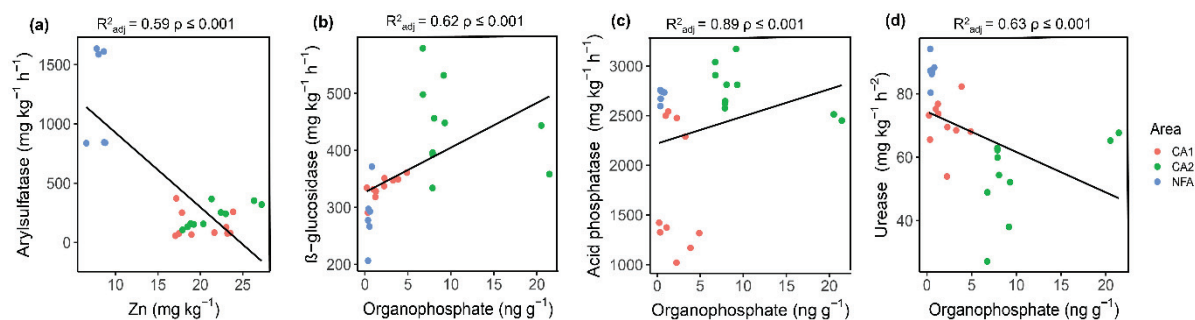 (a)
R²adj = 0.59 ρ ≤ 0.001
Arylsulfatase (mg kg⁻¹ h⁻¹)
1500
1000
500
0
10 15 20 25
Zn (mg kg⁻¹)
(b)
R²adj = 0.62 ρ ≤ 0.001
ß−glucosidase (mg kg⁻¹ h⁻¹)
500
400
300
200
0 5 10 15 20
Organophosphate (ng g⁻¹)
(c)
R²adj = 0.89 ρ ≤ 0.001
Acid phosphatase (mg kg⁻¹ h⁻¹)
3000
2500
2000
1500
1000
0 5 10 15 20
Organophosphate (ng g⁻¹)
(d)
R²adj = 0.63 ρ ≤ 0.001
Urease (mg kg⁻¹ h⁻²)
80
60
40
0 5 10 15 20
Organophosphate (ng g⁻¹)
Area
CA1
CA2
NFA